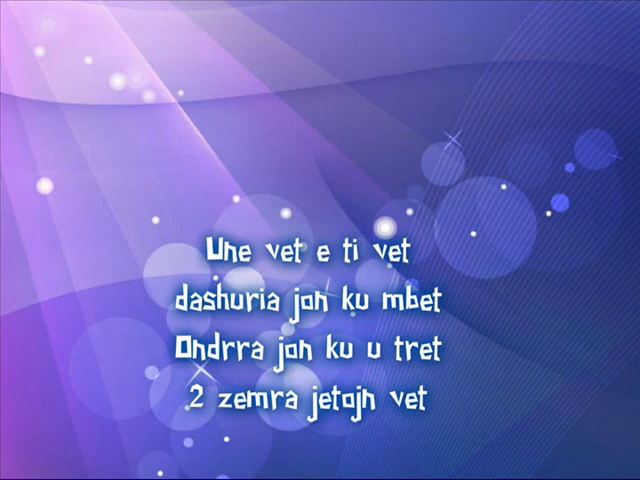 Une vet e ti vet
dashuria jon ku mbet
Ondrra jon ku u tret
2 zemra jetojn vet